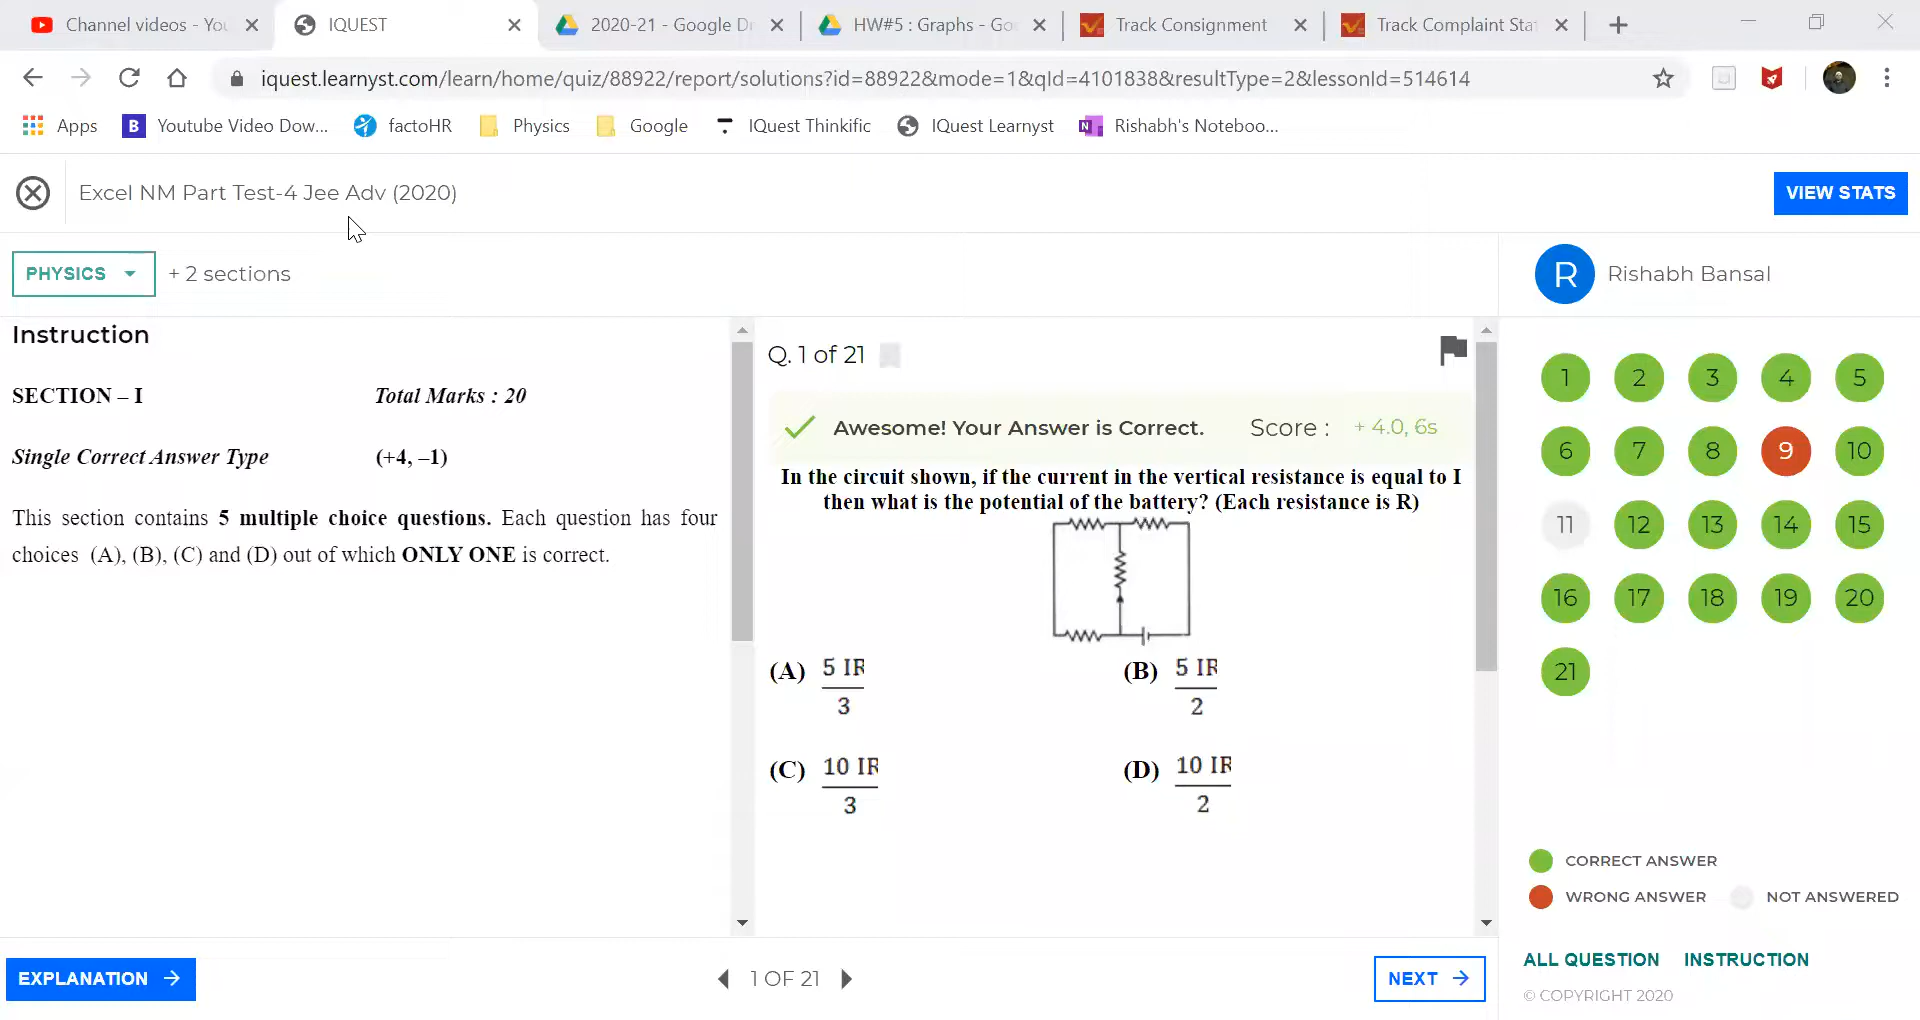 Channel videos - You
IQUEST
2020-21 - Google Dr
HW#5 : Graphs - Goo
Track Consignment
Track Complaint Stat
iquest.learnyst.com/learn/home/quiz/88922/report/solutions?id=88922&mode=1&qId=4101838&resultType=2&lessonId=514614
Apps
B Youtube Video Dow...
factoHR
Physics
Google
IQuest Thinkific
IQuest Learnyst
Rishabh's Noteboo...
Excel NM Part Test-4 Jee Adv (2020)
VIEW STATS
PHYSICS
+ 2 sections
R Rishabh Bansal
Instruction
SECTION – I Total Marks : 20
Single Correct Answer Type (+4, –1)
This section contains 5 multiple choice questions. Each question has four
choices (A), (B), (C) and (D) out of which ONLY ONE is correct.
Q. 1 of 21
Awesome! Your Answer is Correct. Score : + 4.0, 6s
In the circuit shown, if the current in the vertical resistance is equal to I
then what is the potential of the battery? (Each resistance is R)
(A) 5 IR
3
(B) 5 IR
2
(C) 10 IR
3
(D) 10 IR
2
1 2 3 4 5
6 7 8 9 10
11 12 13 14 15
16 17 18 19 20
21
CORRECT ANSWER
WRONG ANSWER
NOT ANSWERED
EXPLANATION
1 OF 21
NEXT
ALL QUESTION
INSTRUCTION
© COPYRIGHT 2020